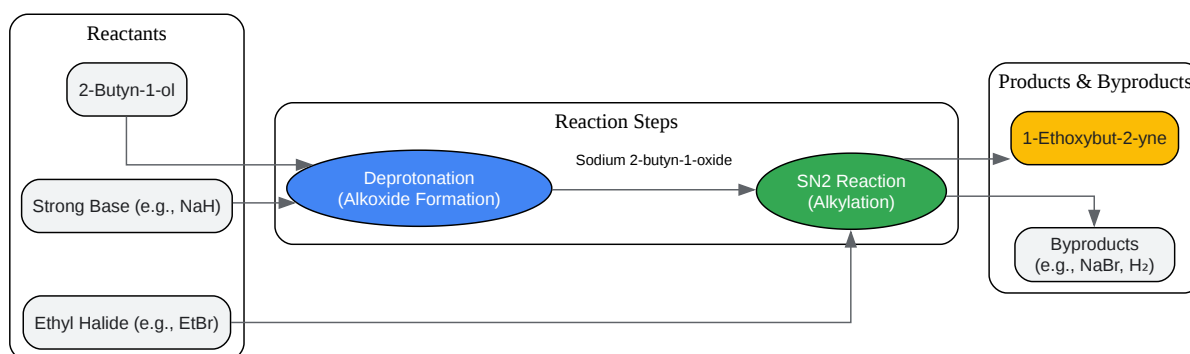 Reactants
2-Butyn-1-ol
Strong Base (e.g., NaH)
Ethyl Halide (e.g., EtBr)
Reaction Steps
Deprotonation
(Alkoxide Formation)
Sodium 2-butyn-1-oxide
SN2 Reaction
(Alkylation)
Products & Byproducts
1-Ethoxybut-2-yne
Byproducts
(e.g., NaBr, H₂)